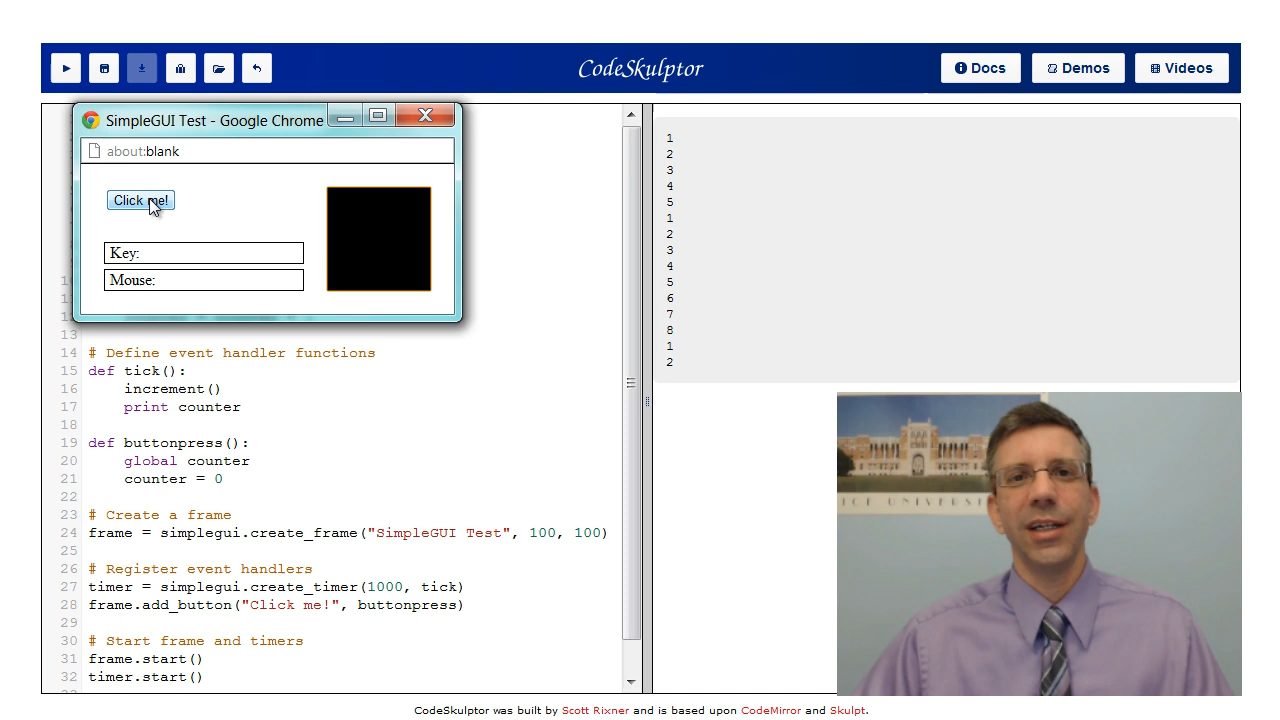 CodeSkulptor
Docs
Demos
Videos
SimpleGUI Test - Google Chrome
about:blank
Click me!
Key:
Mouse:
13
14 # Define event handler functions
15 def tick():
16 increment()
17 print counter
18
19 def buttonpress():
20 global counter
21 counter = 0
22
23 # Create a frame
24 frame = simplegui.create_frame("SimpleGUI Test", 100, 100)
25
26 # Register event handlers
27 timer = simplegui.create_timer(1000, tick)
28 frame.add_button("Click me!", buttonpress)
29
30 # Start frame and timers
31 frame.start()
32 timer.start()
1
2
3
4
5
1
2
3
4
5
6
7
8
1
2
CodeSkulptor was built by Scott Rixner and is based upon CodeMirror and Skulpt.